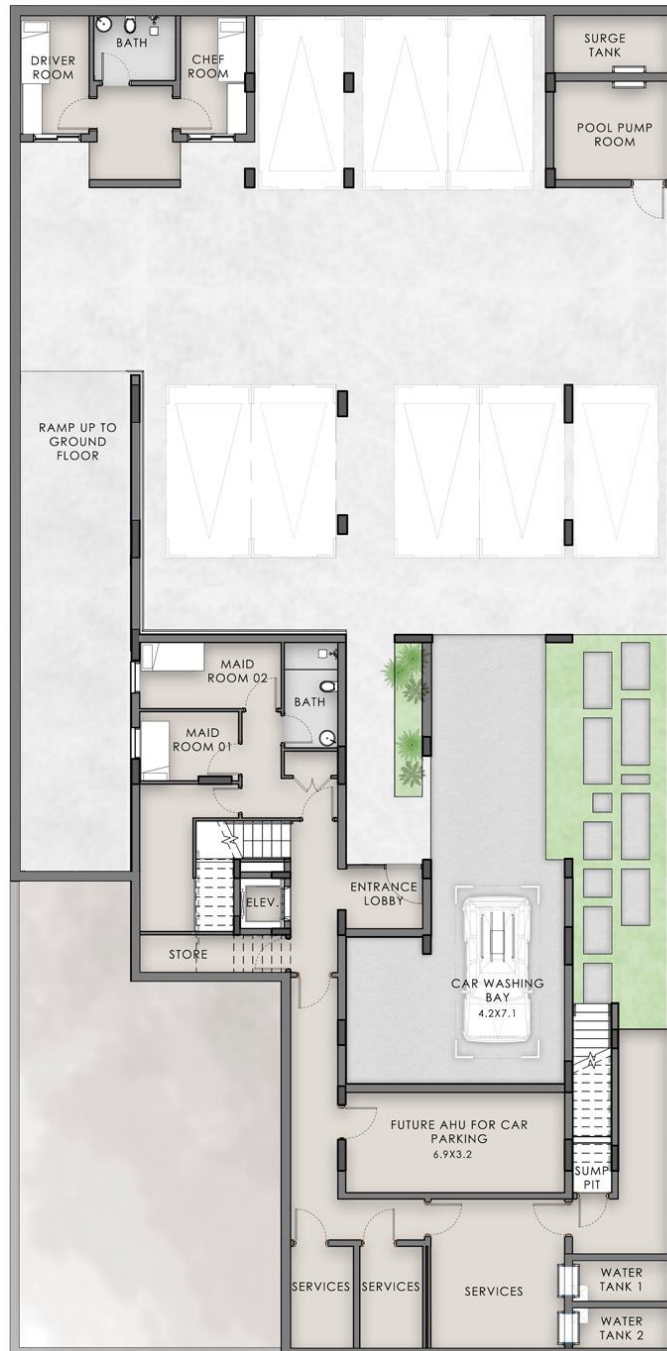 BATH
DRIVER
ROOM
CHEF
ROOM
SURGE
TANK
POOL PUMP
ROOM
RAMP UP TO
GROUND
FLOOR
MAID
ROOM 02
BATH
MAID
ROOM 01
ELEV.
ENTRANCE
LOBBY
STORE
CAR WASHING
BAY
4.2X7.1
FUTURE AHU FOR CAR
PARKING
6.9X3.2
SUMP
PIT
SERVICES
SERVICES
SERVICES
WATER
TANK 1
WATER
TANK 2